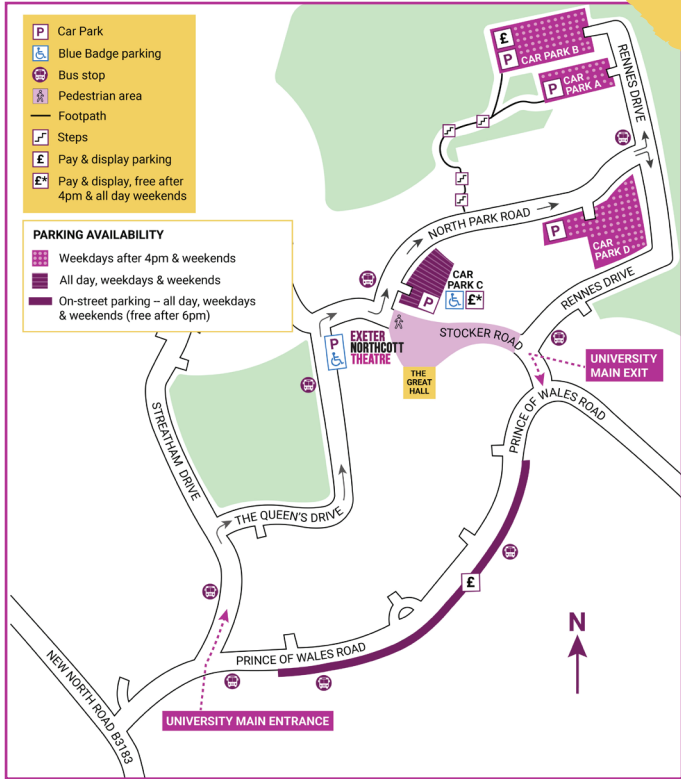 P Car Park
Blue Badge parking
Bus stop
Pedestrian area
Footpath
Steps
£ Pay & display parking
£* Pay & display, free after
4pm & all day weekends
PARKING AVAILABILITY
Weekdays after 4pm & weekends
All day, weekdays & weekends
On-street parking – all day, weekdays
& weekends (free after 6pm)
£
P CAR PARK B
P CAR
PARK A
RENNES DRIVE
NORTH PARK ROAD
P
CAR
PARK D
RENNES DRIVE
CAR
PARK C
P
£*
STOCKER ROAD
P
EXETER
NORTHCOTT
THEATRE
THE
GREAT
HALL
UNIVERSITY
MAIN EXIT
PRINCE OF WALES ROAD
STREATHAM DRIVE
THE QUEEN'S DRIVE
£
PRINCE OF WALES ROAD
N
NEW NORTH ROAD B3183
UNIVERSITY MAIN ENTRANCE